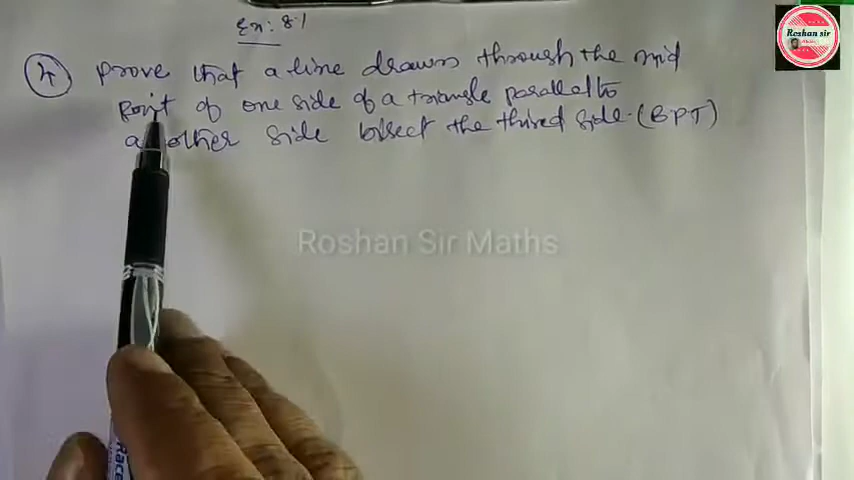 Ex: 8.1
Roshan sir
4 prove that a line drawn through the mid
Point of one side of a triangle parallel to
another side bisect the third side. (B.P.T)
Roshan Sir Maths